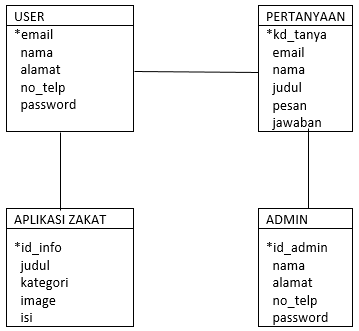 USER
*email
nama
alamat
no_telp
password
PERTANYAAN
*kd_tanya
email
nama
judul
pesan
jawaban
APLIKASI ZAKAT
*id_info
judul
kategori
image
isi
ADMIN
*id_admin
nama
alamat
no_telp
password